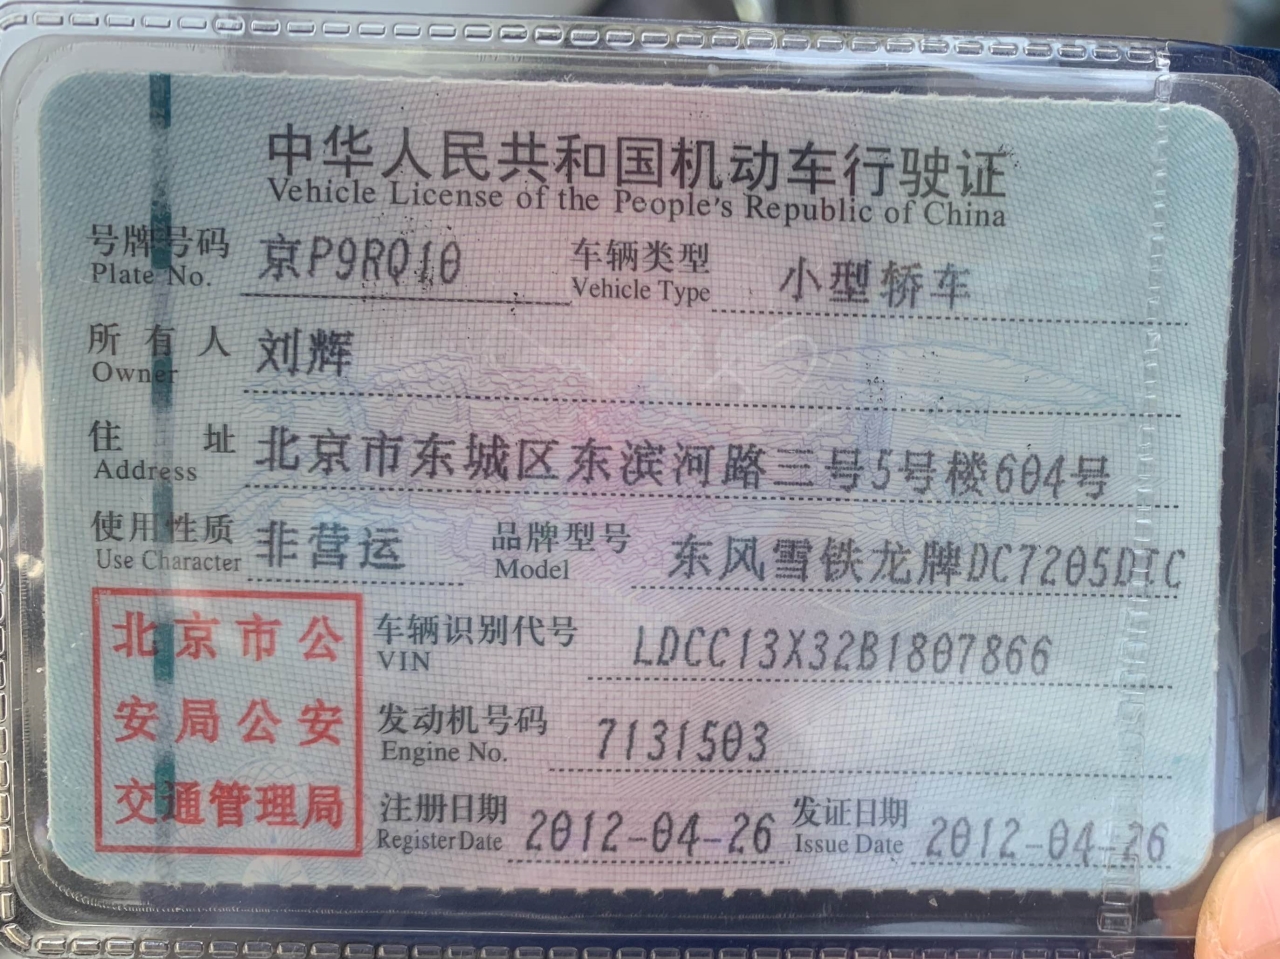 中华人民共和国机动车行驶证
Vehicle License of the People's Republic of China
号牌号码 京P9RQ10 车辆类型 小型轿车
Plate No. Vehicle Type
所有人 刘辉
Owner
住址 北京市东城区东滨河路三号5号楼604号
Address
使用性质 非营运 品牌型号 东风雪铁龙牌DC7205DTC
Use Character Model
北京市公
安局公安
交通管理局
车辆识别代号 LDCC13X32B1807866
VIN
发动机号码 7131503
Engine No.
注册日期 2012-04-26 发证日期 2012-04-26
Register Date Issue Date